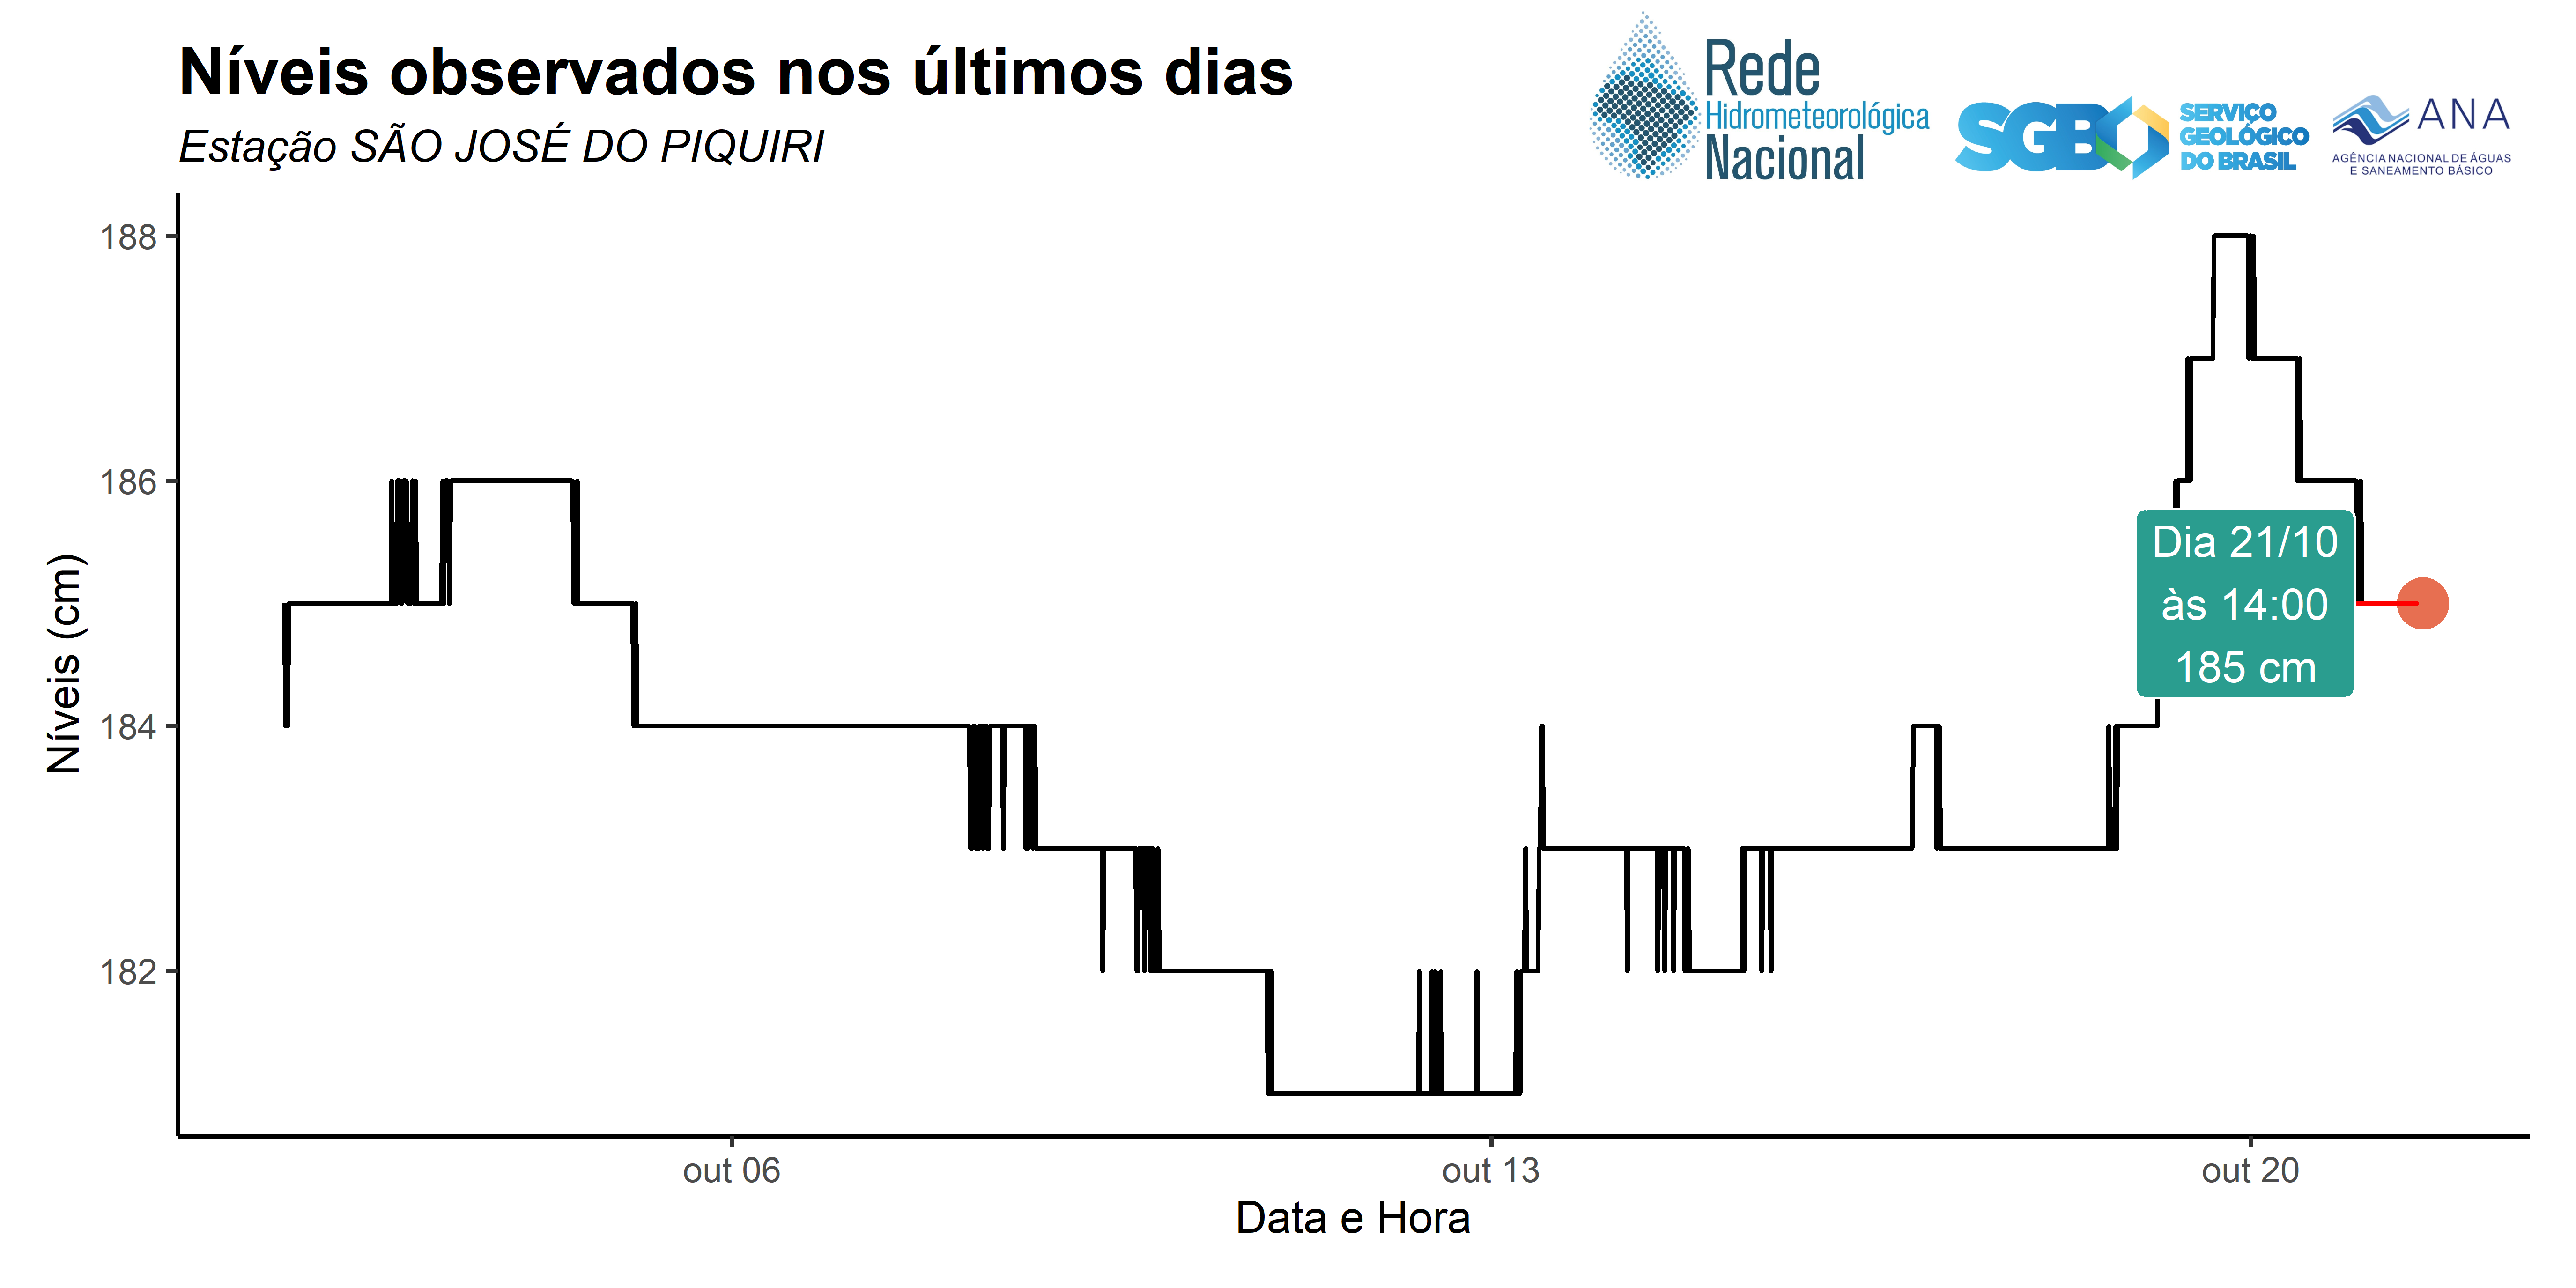 Níveis observados nos últimos dias
Estação SÃO JOSÉ DO PIQUIRI
Rede
Hidrometeorológica
Nacional
SGB
SERVIÇO
GEOLÓGICO
DO BRASIL
ANA
AGÊNCIA NACIONAL DE ÁGUAS
E SANEAMENTO BÁSICO
Níveis (cm)
188
186
184
182
Dia 21/10
às 14:00
185 cm
out 06
out 13
out 20
Data e Hora